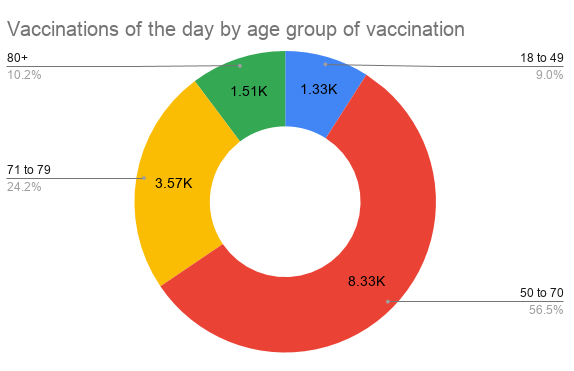 Vaccinations of the day by age group of vaccination
80+
10.2%
18 to 49
9.0%
1.51K
1.33K
71 to 79
24.2%
3.57K
8.33K
50 to 70
56.5%